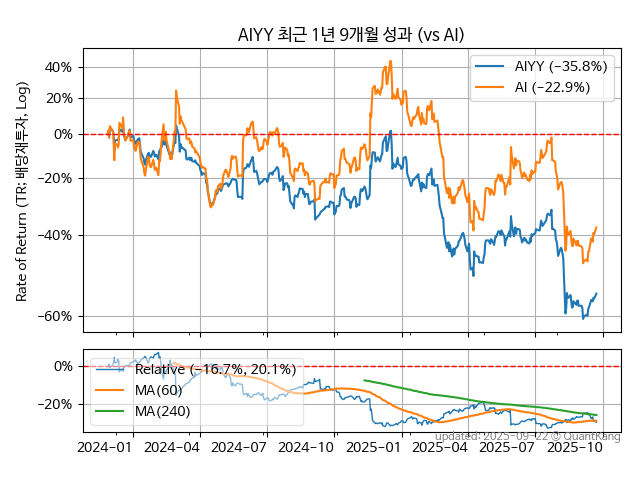 AIYY 최근 1년 9개월 성과 (vs AI)
Rate of Return (TR: 배당재투자, Log)
40%
20%
0%
−20%
−40%
−60%
AIYY (−35.8%)
AI (−22.9%)
0%
−20%
Relative (−16.7%, 20.1%)
MA(60)
MA(240)
2024−01 2024−04 2024−07 2024−10 2025−01 2025−04 2025−07 2025−10
updated: 2025-09-22 © QuantKang